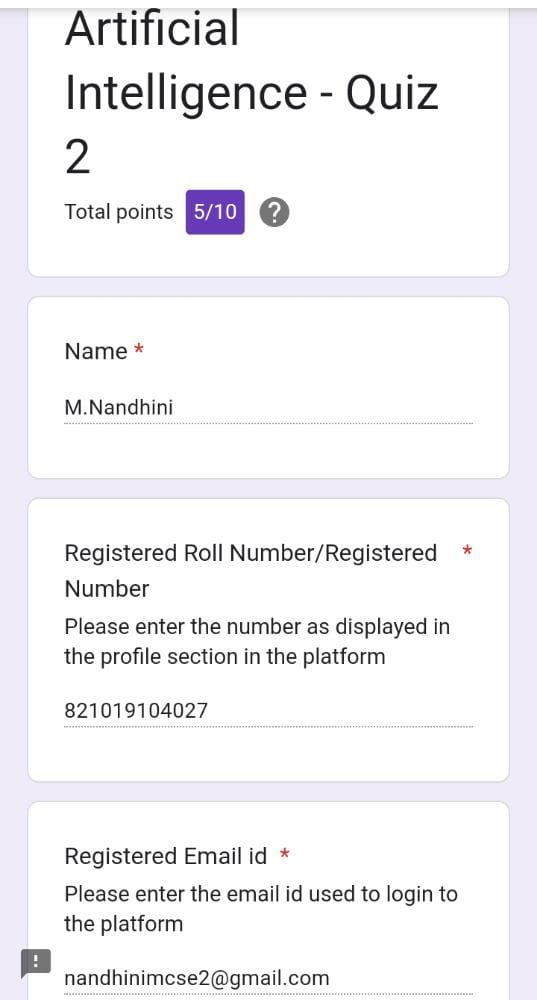 Artificial
Intelligence - Quiz
2
Total points 5/10 ?
Name *
M.Nandhini
Registered Roll Number/Registered *
Number
Please enter the number as displayed in
the profile section in the platform
821019104027
Registered Email id *
Please enter the email id used to login to
the platform
!
nandhinimcse2@gmail.com